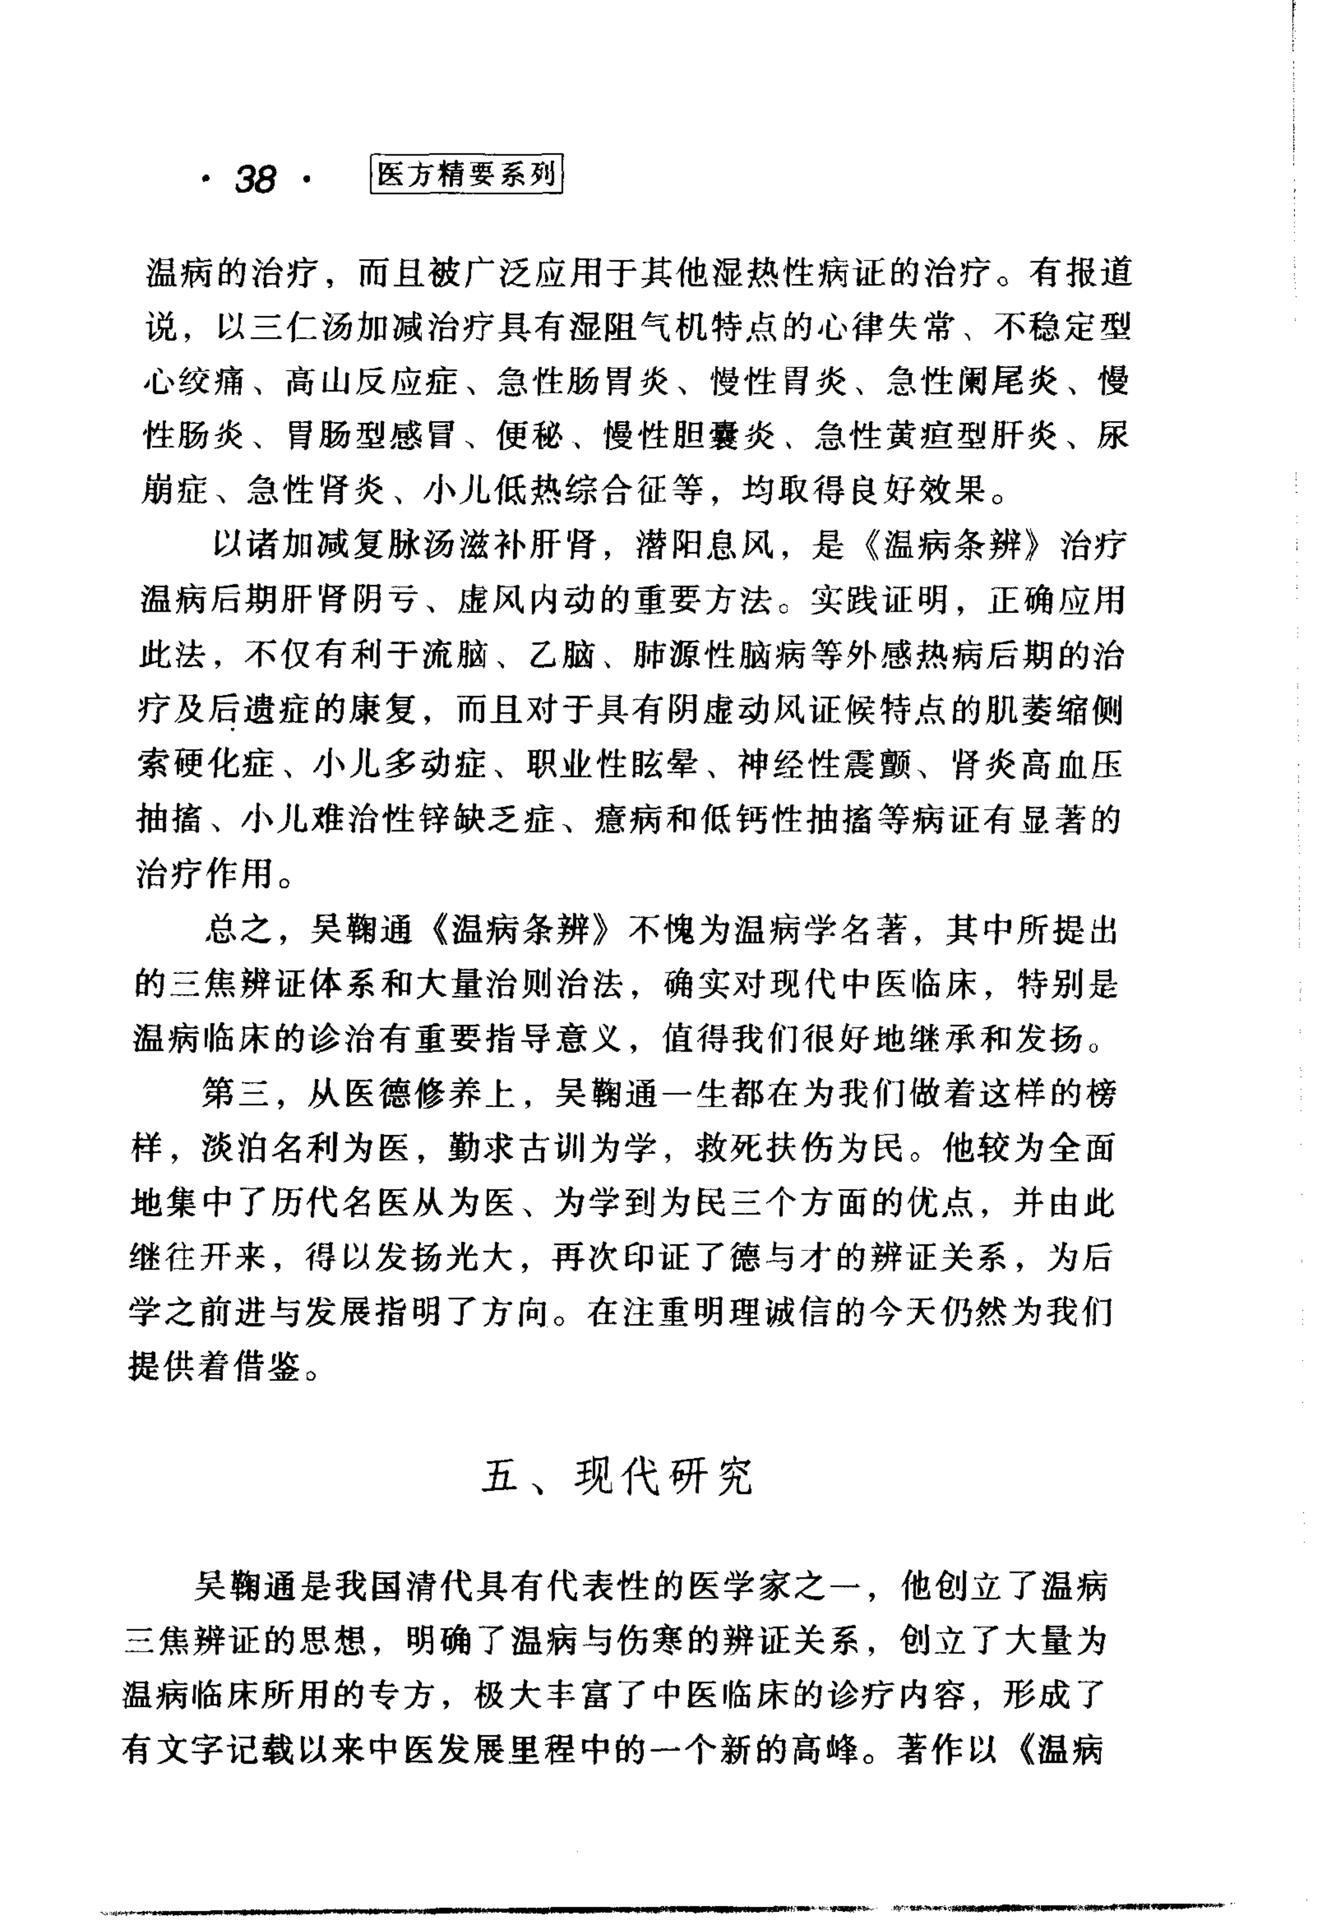 · 38 · 医方精要系列
温病的治疗，而且被广泛应用于其他湿热性病证的治疗。有报道
说，以三仁汤加减治疗具有湿阻气机特点的心律失常、不稳定型
心绞痛、高山反应症、急性肠胃炎、慢性胃炎、急性阑尾炎、慢
性肠炎、胃肠型感冒、便秘、慢性胆囊炎、急性黄疸型肝炎、尿
崩症、急性肾炎、小儿低热综合征等，均取得良好效果。
以诸加减复脉汤滋补肝肾，潜阳息风，是《温病条辨》治疗
温病后期肝肾阴亏、虚风内动的重要方法。实践证明，正确应用
此法，不仅有利于流脑、乙脑、肺源性脑病等外感热病后期的治
疗及后遗症的康复，而且对于具有阴虚动风证候特点的肌萎缩侧
索硬化症、小儿多动症、职业性眩晕、神经性震颤、肾炎高血压
抽搐、小儿难治性锌缺乏症、癔病和低钙性抽搐等病证有显著的
治疗作用。
总之，吴鞠通《温病条辨》不愧为温病学名著，其中所提出
的三焦辨证体系和大量治则治法，确实对现代中医临床，特别是
温病临床的诊治有重要指导意义，值得我们很好地继承和发扬。
第三，从医德修养上，吴鞠通一生都在为我们做着这样的榜
样，淡泊名利为医，勤求古训为学，救死扶伤为民。他较为全面
地集中了历代名医从为医、为学到为民三个方面的优点，并由此
继往开来，得以发扬光大，再次印证了德与才的辨证关系，为后
学之前进与发展指明了方向。在注重明理诚信的今天仍然为我们
提供着借鉴。
五、现代研究
吴鞠通是我国清代具有代表性的医学家之一，他创立了温病
三焦辨证的思想，明确了温病与伤寒的辨证关系，创立了大量为
温病临床所用的专方，极大丰富了中医临床的诊疗内容，形成了
有文字记载以来中医发展里程中的一个新的高峰。著作以《温病